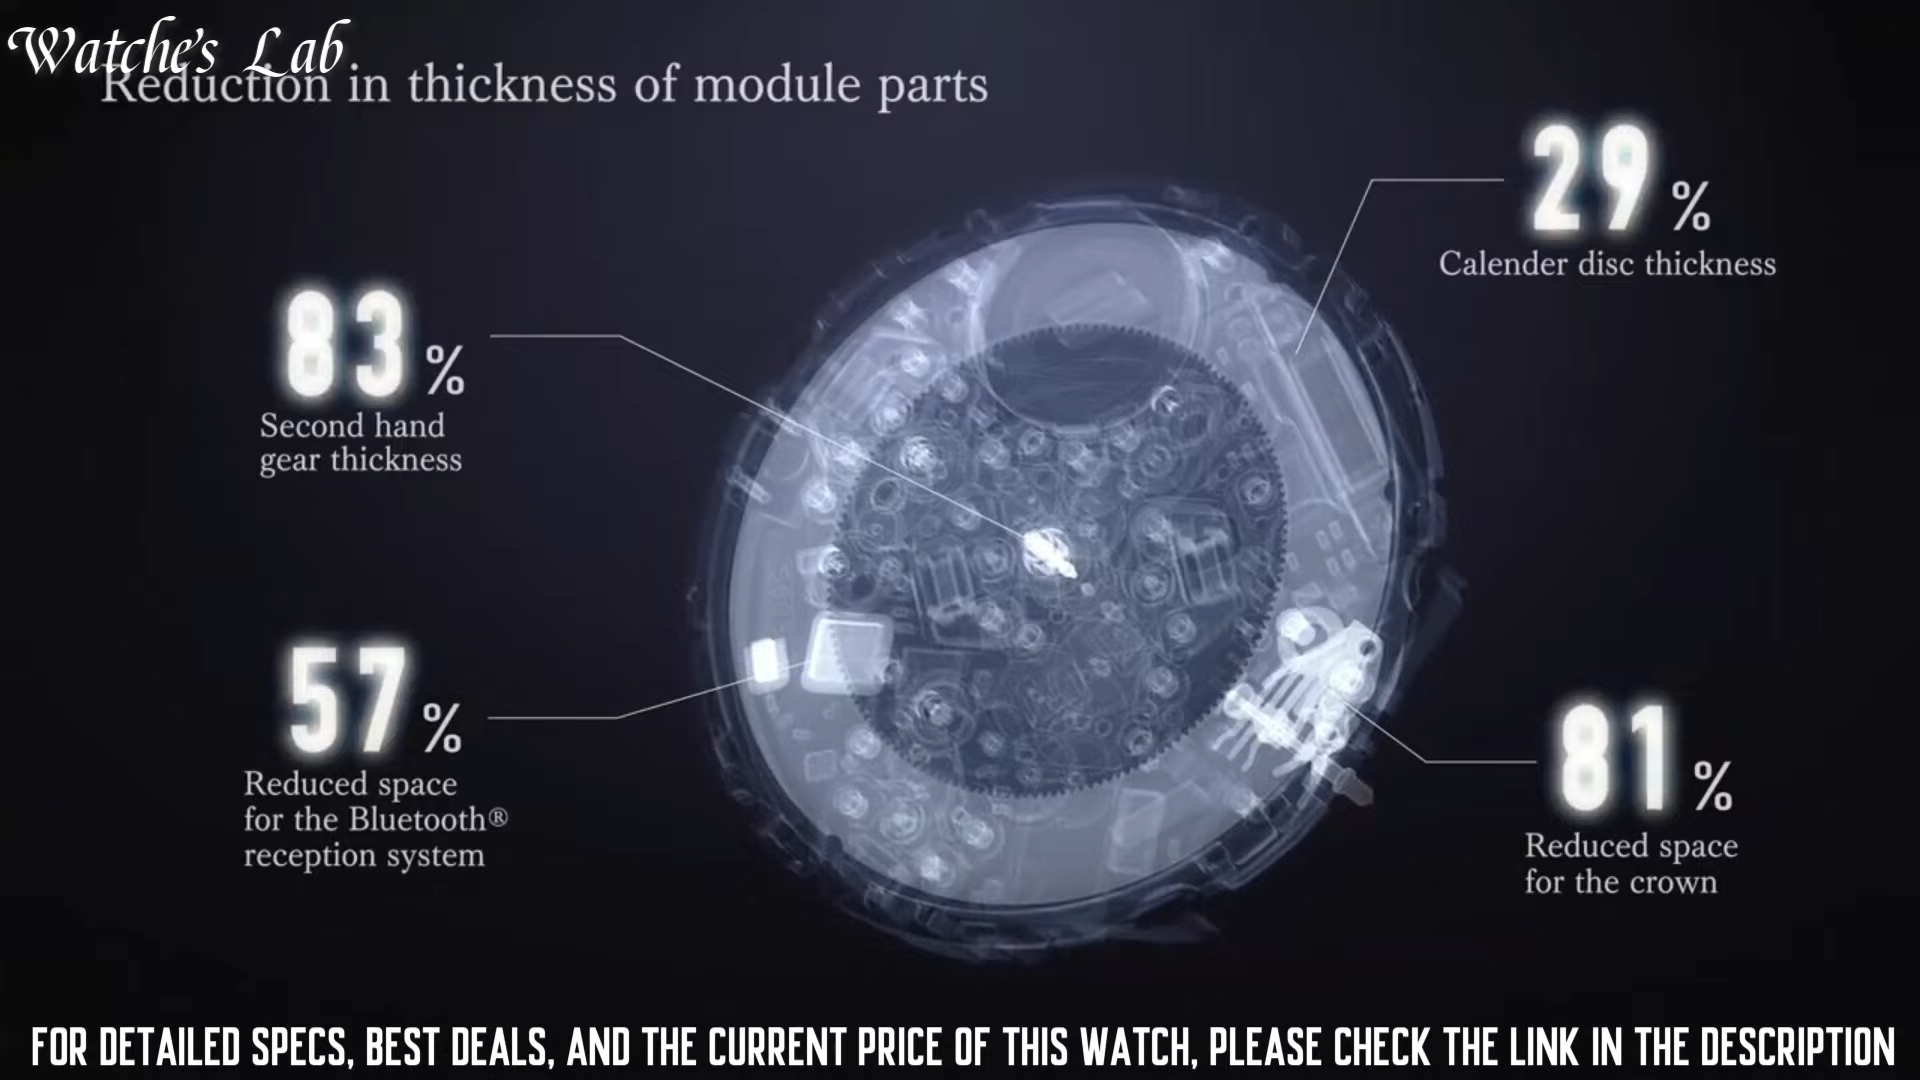 Watche's Lab
Reduction in thickness of module parts
29 %
Calender disc thickness
83 %
Second hand
gear thickness
57 %
Reduced space
for the Bluetooth®
reception system
81 %
Reduced space
for the crown
FOR DETAILED SPECS, BEST DEALS, AND THE CURRENT PRICE OF THIS WATCH, PLEASE CHECK THE LINK IN THE DESCRIPTION